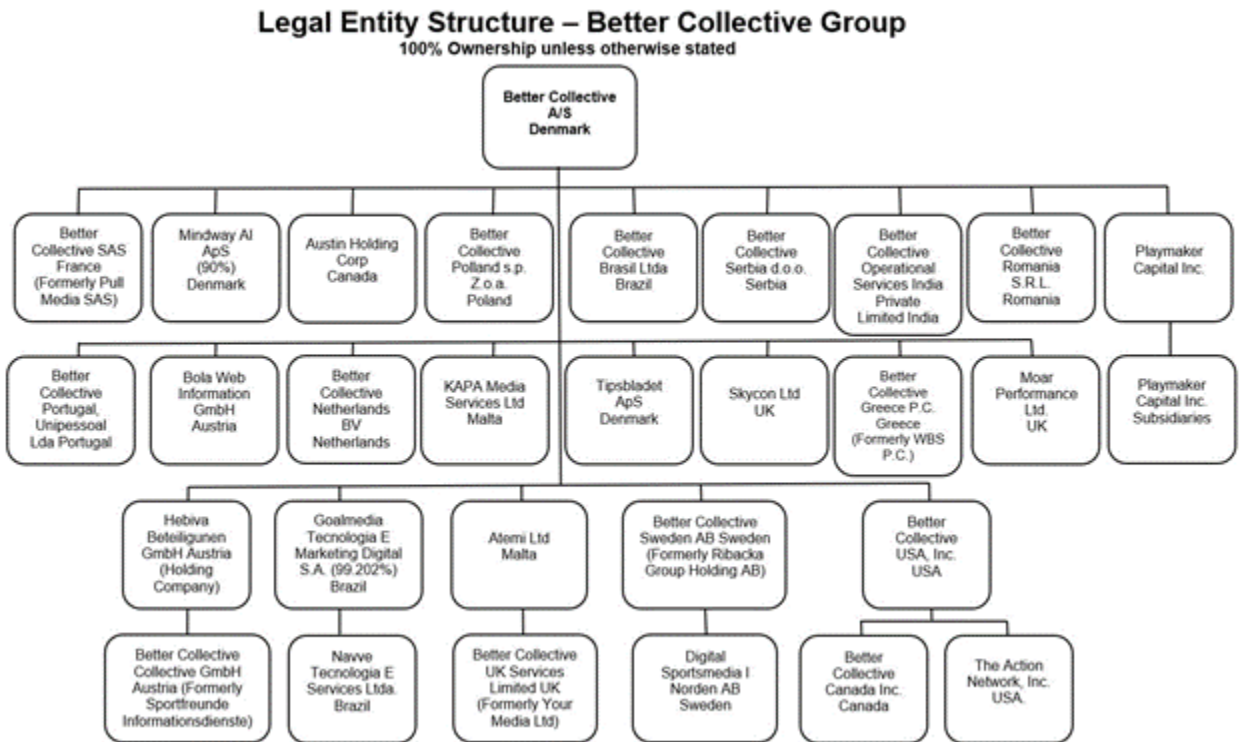 Legal Entity Structure – Better Collective Group
100% Ownership unless otherwise stated
Better Collective
A/S
Denmark
Better
Collective SAS
France
(Formerly Pull
Media SAS)
Mindway AI
ApS
(90%)
Denmark
Austin Holding
Corp
Canada
Better
Collective
Polland s.p.
Z.o.a.
Poland
Better
Collective
Brasil Ltda
Brazil
Better
Collective
Serbia d.o.o.
Serbia
Better
Collective
Operational
Services India
Private
Limited India
Better
Collective
Romania
S.R.L.
Romania
Playmaker
Capital Inc.
Better
Collective
Portugal,
Unipessoal
Lda Portugal
Bola Web
Information
GmbH
Austria
Better
Collective
Netherlands
BV
Netherlands
KAPA Media
Services Ltd
Malta
Tipsbladet
ApS
Denmark
Skycon Ltd
UK
Better
Collective
Greece P.C.
Greece
(Formerly WBS
P.C.)
Moar
Performance
Ltd.
UK
Playmaker
Capital Inc.
Subsidiaries
Hebiva
Beteiligunen
GmbH Austria
(Holding
Company)
Goalmedia
Tecnologia E
Marketing Digital
S.A. (99.202%)
Brazil
Atemi Ltd
Malta
Better Collective
Sweden AB Sweden
(Formerly Ribacka
Group Holding AB)
Better
Collective
USA, Inc.
USA
Better Collective
Collective GmbH
Austria (Formerly
Sportfreunde
Informationsdienste)
Navve
Tecnologia E
Services Ltda.
Brazil
Better Collective
UK Services
Limited UK
(Formerly Your
Media Ltd)
Digital
Sportsmedia I
Norden AB
Sweden
Better
Collective
Canada Inc.
Canada
The Action
Network, Inc.
USA.